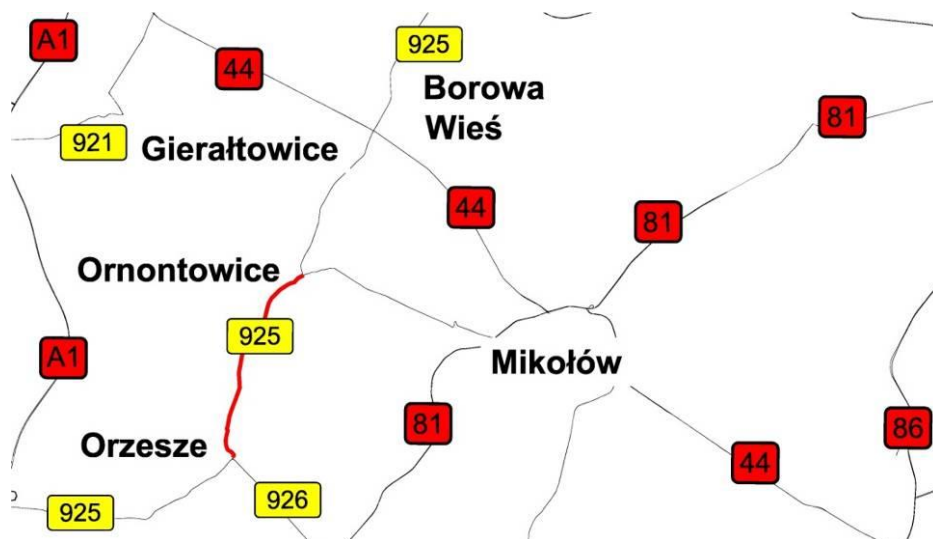 A1
925
44
Borowa
Wieś
81
921
Gierałtowice
44
81
Ornontowice
925
A1
Mikołów
81
86
Orzesze
44
926
925